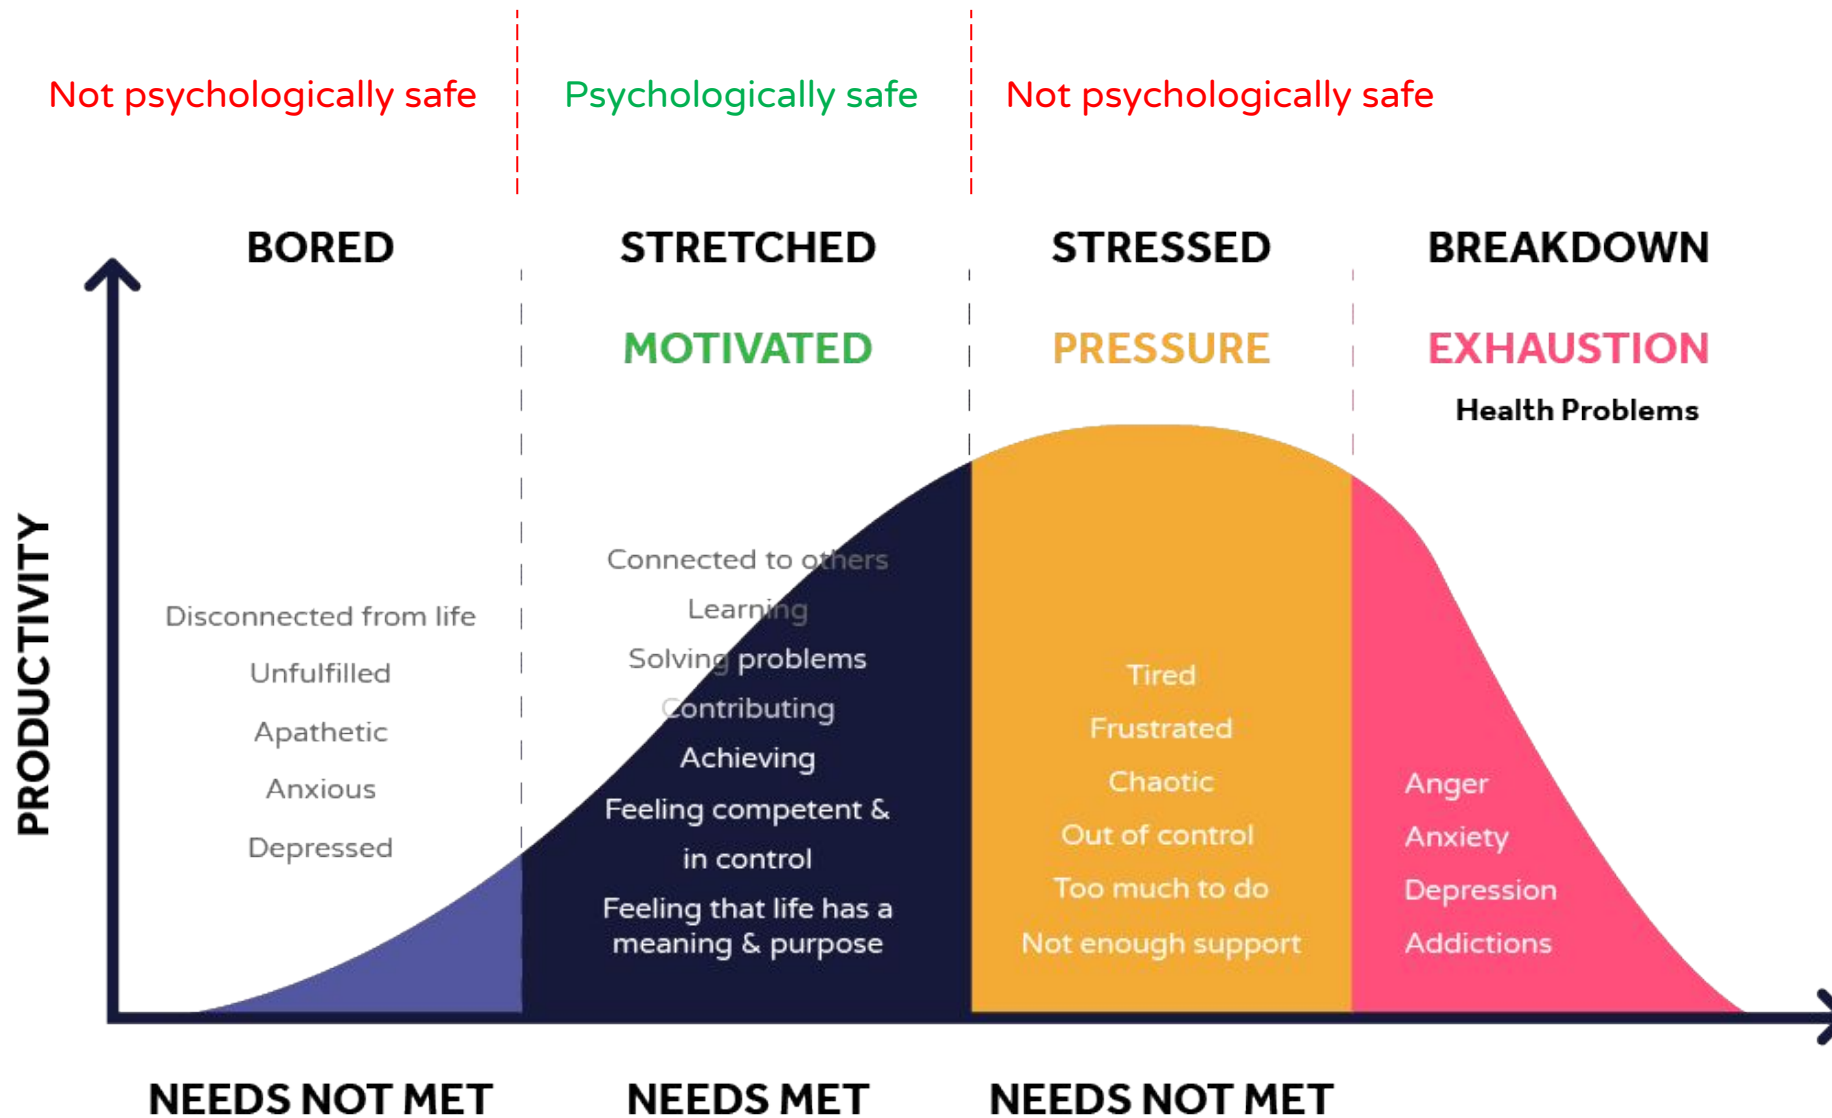 Not psychologically safe
Psychologically safe
Not psychologically safe
BORED
STRETCHED
STRESSED
BREAKDOWN
MOTIVATED
PRESSURE
EXHAUSTION
Health Problems
PRODUCTIVITY
Disconnected from life
Unfulfilled
Apathetic
Anxious
Depressed
Connected to others
Learning
Solving problems
Contributing
Achieving
Feeling competent &
in control
Feeling that life has a
meaning & purpose
Tired
Frustrated
Chaotic
Out of control
Too much to do
Not enough support
Anger
Anxiety
Depression
Addictions
NEEDS NOT MET
NEEDS MET
NEEDS NOT MET